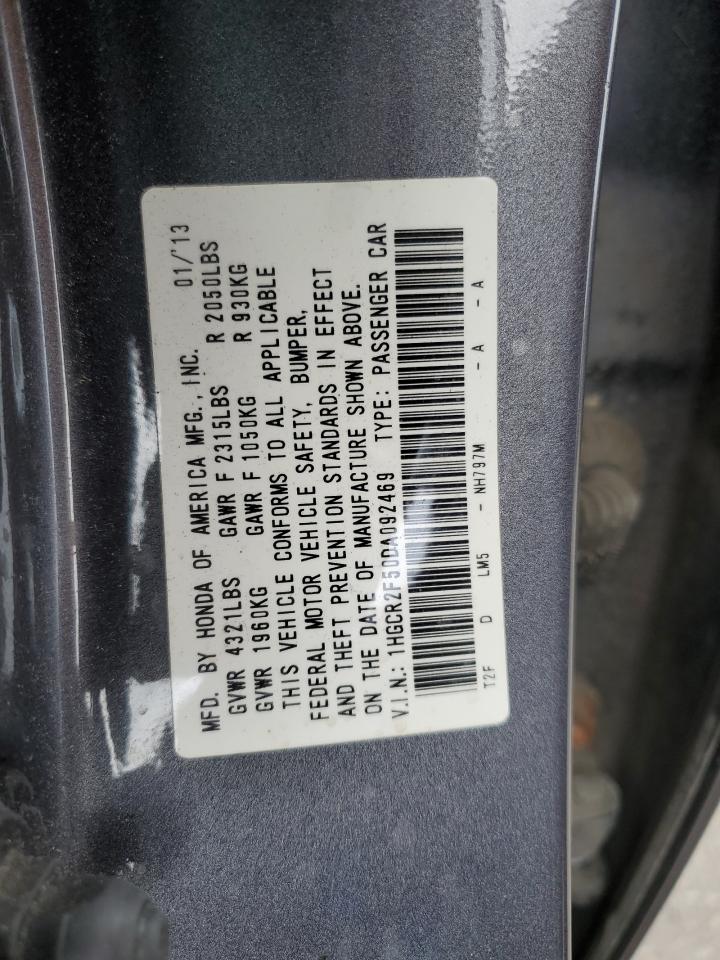 MFD. BY HONDA OF AMERICA MFG., INC. 01/'13
GVWR 4321LBS GAWR F 2315LBS R 2050LBS
GVWR 1960KG GAWR F 1050KG R 930KG
THIS VEHICLE CONFORMS TO ALL APPLICABLE
FEDERAL MOTOR VEHICLE SAFETY, BUMPER,
AND THEFT PREVENTION STANDARDS IN EFFECT
ON THE DATE OF MANUFACTURE SHOWN ABOVE.
V.I.N.: 1HGCR2F50DA092469 TYPE: PASSENGER CAR
T2F D LM5 - NH797M - A - A